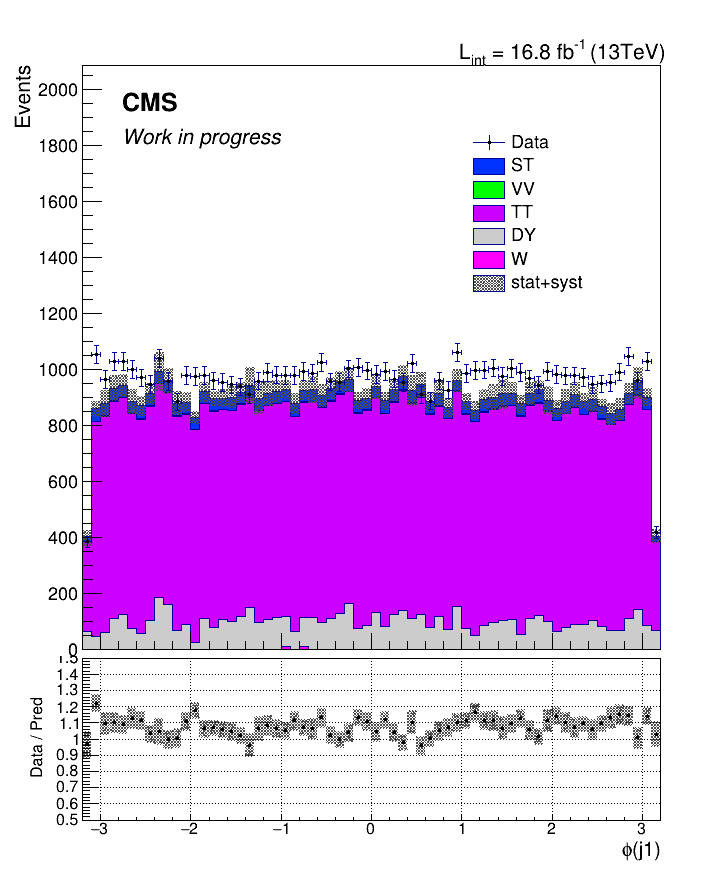 L_int = 16.8 fb^-1 (13TeV)
Events
CMS
Work in progress
Data
ST
VV
TT
DY
W
stat+syst
2000
1800
1600
1400
1200
1000
800
600
400
200
0
Data / Pred
1.5
1.4
1.3
1.2
1.1
1
0.9
0.8
0.7
0.6
0.5
−3 −2 −1 0 1 2 3
ϕ(j1)